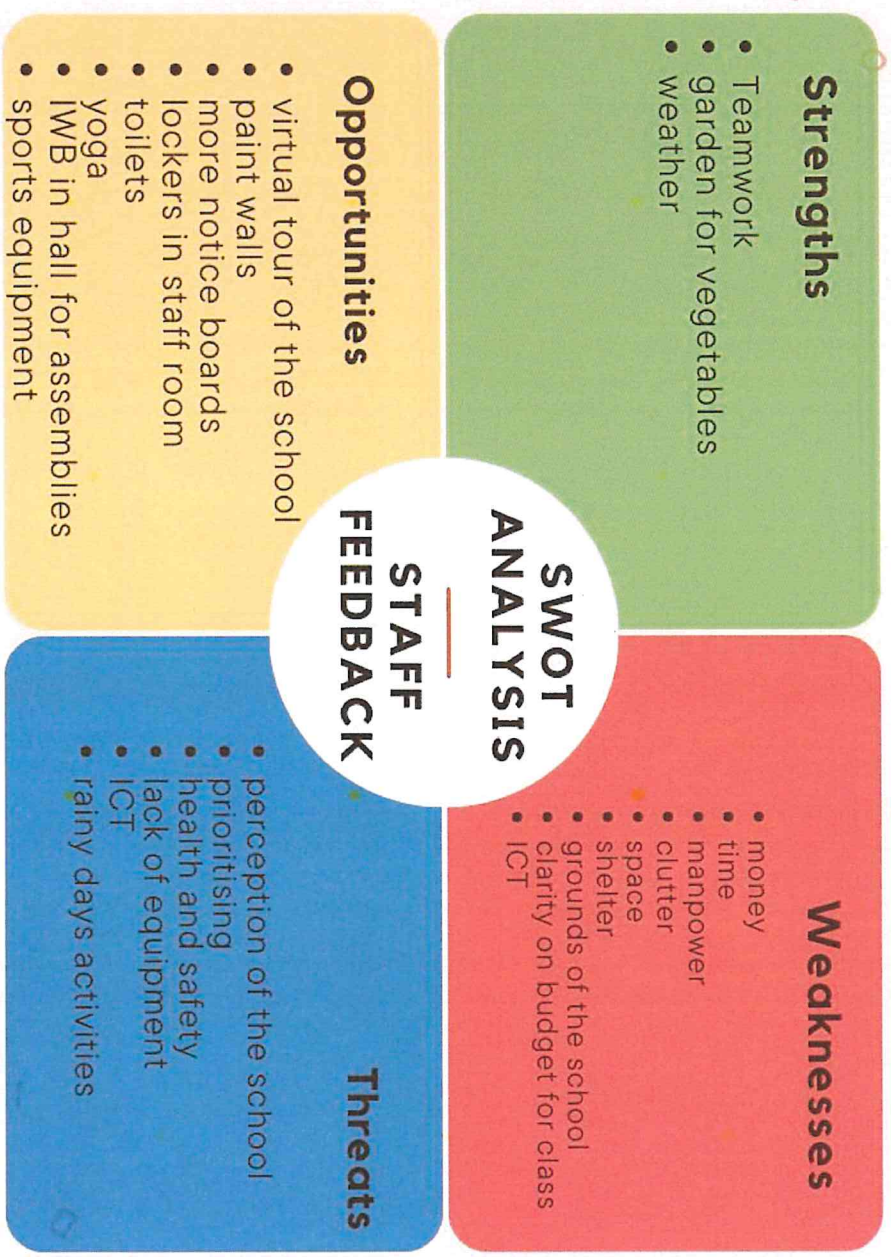 Strengths
• Teamwork
• garden for vegetables
• weather
Weaknesses
• money
• time
• manpower
• clutter
• space
• shelter
• grounds of the school
• clarity on budget for class
• ICT
SWOT
ANALYSIS
STAFF
FEEDBACK
Opportunities
• virtual tour of the school
• paint walls
• more notice boards
• lockers in staff room
• toilets
• yoga
• IWB in hall for assemblies
• sports equipment
Threats
• perception of the school
• prioritising
• health and safety
• lack of equipment
• ICT
• rainy days activities